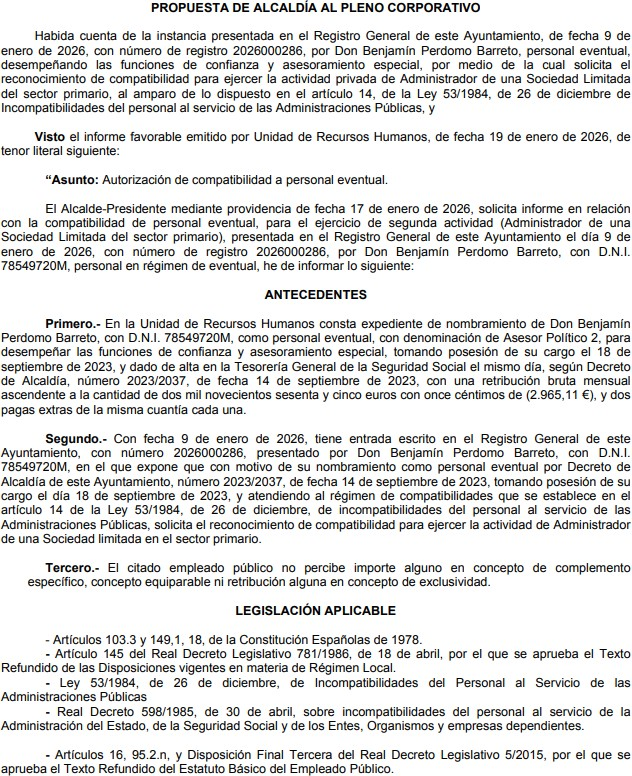 PROPUESTA DE ALCALDÍA AL PLENO CORPORATIVO
Habida cuenta de la instancia presentada en el Registro General de este Ayuntamiento, de fecha 9 de
enero de 2026, con número de registro 2026000286, por Don Benjamín Perdomo Barreto, personal eventual,
desempeñando las funciones de confianza y asesoramiento especial, por medio de la cual solicita el
reconocimiento de compatibilidad para ejercer la actividad privada de Administrador de una Sociedad Limitada
del sector primario, al amparo de lo dispuesto en el artículo 14, de la Ley 53/1984, de 26 de diciembre de
Incompatibilidades del personal al servicio de las Administraciones Públicas, y
Visto el informe favorable emitido por Unidad de Recursos Humanos, de fecha 19 de enero de 2026, de
tenor literal siguiente:
“Asunto: Autorización de compatibilidad a personal eventual.
El Alcalde-Presidente mediante providencia de fecha 17 de enero de 2026, solicita informe en relación
con la compatibilidad de personal eventual, para el ejercicio de segunda actividad (Administrador de una
Sociedad Limitada del sector primario), presentada en el Registro General de este Ayuntamiento el día 9 de
enero de 2026, con número de registro 2026000286, por Don Benjamín Perdomo Barreto, con D.N.I.
78549720M, personal en régimen de eventual, he de informar lo siguiente:
ANTECEDENTES
Primero.- En la Unidad de Recursos Humanos consta expediente de nombramiento de Don Benjamín
Perdomo Barreto, con D.N.I. 78549720M, como personal eventual, con denominación de Asesor Político 2, para
desempeñar las funciones de confianza y asesoramiento especial, tomando posesión de su cargo el 18 de
septiembre de 2023, y dado de alta en la Tesorería General de la Seguridad Social el mismo día, según Decreto
de Alcaldía, número 2023/2037, de fecha 14 de septiembre de 2023, con una retribución bruta mensual
ascendente a la cantidad de dos mil novecientos sesenta y cinco euros con once céntimos de (2.965,11 €), y dos
pagas extras de la misma cuantía cada una.
Segundo.- Con fecha 9 de enero de 2026, tiene entrada escrito en el Registro General de este
Ayuntamiento, con número 2026000286, presentado por Don Benjamín Perdomo Barreto, con D.N.I.
78549720M, en el que expone que con motivo de su nombramiento como personal eventual por Decreto de
Alcaldía de este Ayuntamiento, número 2023/2037, de fecha 14 de septiembre de 2023, tomando posesión de su
cargo el día 18 de septiembre de 2023, y atendiendo al régimen de compatibilidades que se establece en el
artículo 14 de la Ley 53/1984, de 26 de diciembre, de incompatibilidades del personal al servicio de las
Administraciones Públicas, solicita el reconocimiento de compatibilidad para ejercer la actividad de Administrador
de una Sociedad limitada en el sector primario.
Tercero.- El citado empleado público no percibe importe alguno en concepto de complemento
específico, concepto equiparable ni retribución alguna en concepto de exclusividad.
LEGISLACIÓN APLICABLE
- Artículos 103.3 y 149,1, 18, de la Constitución Españolas de 1978.
- Artículo 145 del Real Decreto Legislativo 781/1986, de 18 de abril, por el que se aprueba el Texto
Refundido de las Disposiciones vigentes en materia de Régimen Local.
- Ley 53/1984, de 26 de diciembre, de Incompatibilidades del Personal al Servicio de las
Administraciones Públicas
- Real Decreto 598/1985, de 30 de abril, sobre incompatibilidades del personal al servicio de la
Administración del Estado, de la Seguridad Social y de los Entes, Organismos y empresas dependientes.
- Artículos 16, 95.2.n, y Disposición Final Tercera del Real Decreto Legislativo 5/2015, por el que se
aprueba el Texto Refundido del Estatuto Básico del Empleado Público.